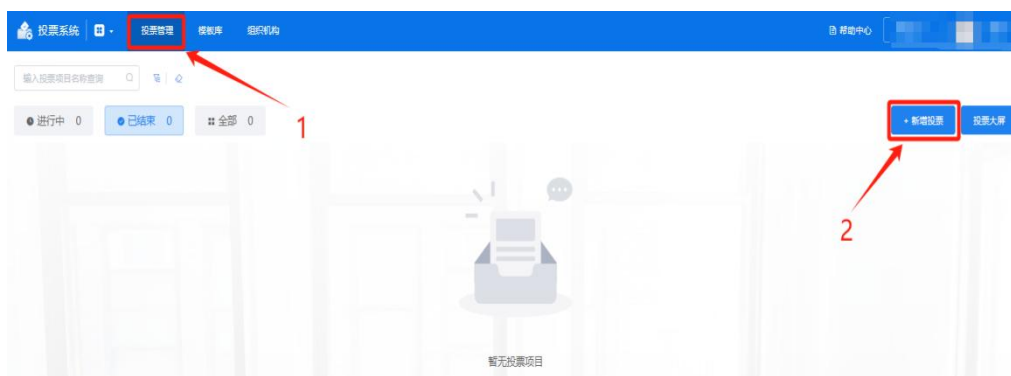 投票系统 投票管理 模板库 组织机构 帮助中心
输入投票项目名称查询
进行中 0 已结束 0 全部 0 + 新增投票 投票大屏
1
2
暂无投票项目